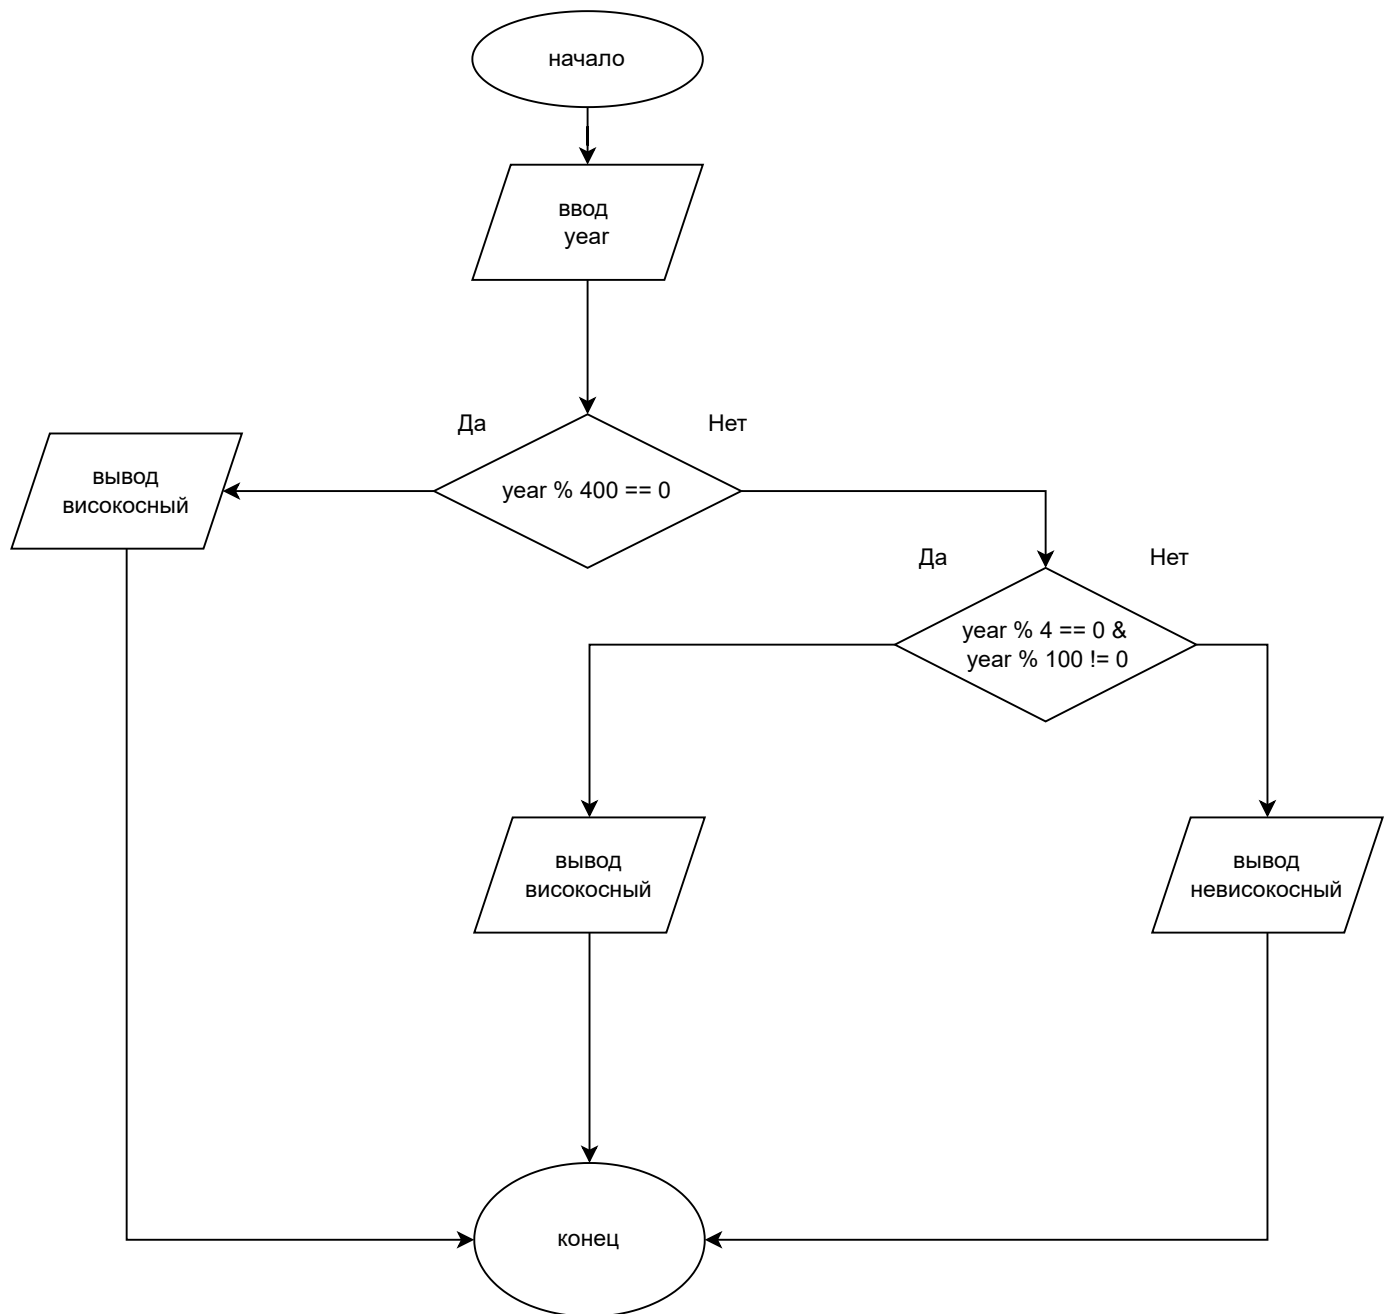 начало
ввод
year
Да
Нет
year % 400 == 0
вывод
високосный
Да
Нет
year % 4 == 0 &
year % 100 != 0
вывод
високосный
вывод
невисокосный
конец